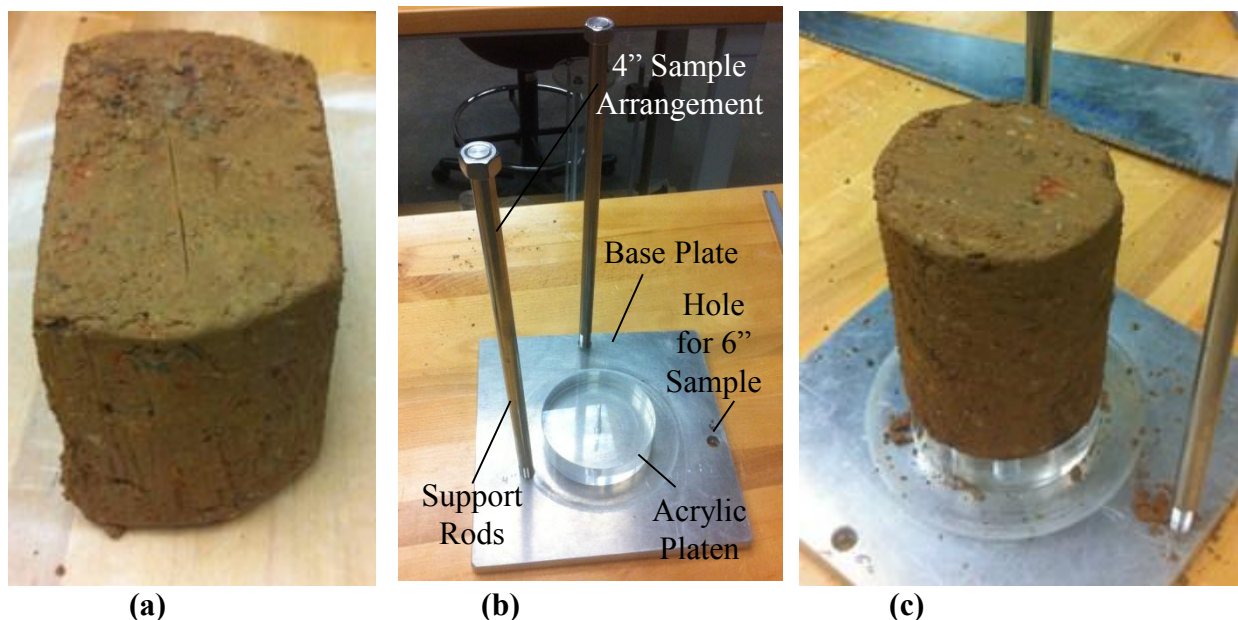 4” Sample
Arrangement
Base Plate
Hole
for 6”
Sample
Support
Rods
Acrylic
Platen
(a)
(b)
(c)